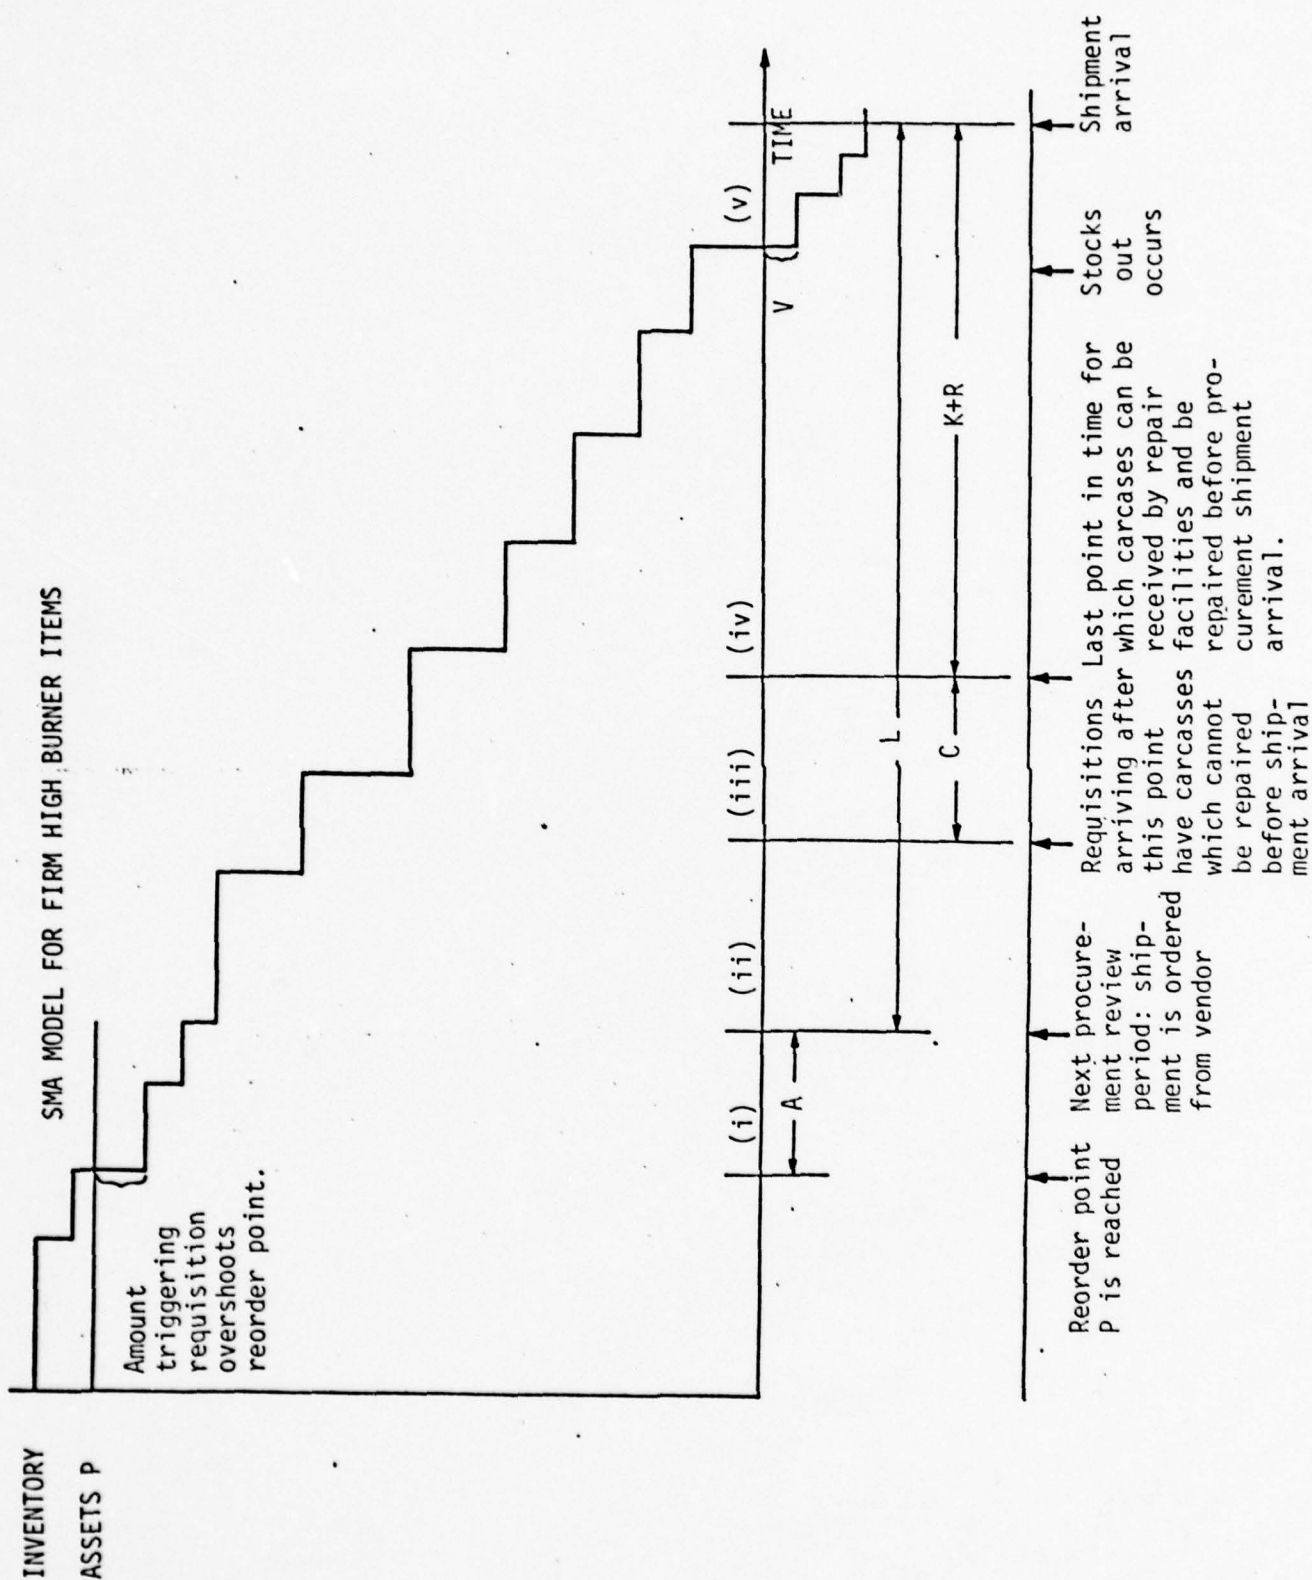 SMA MODEL FOR FIRM HIGH BURNER ITEMS
INVENTORY
ASSETS P
Amount
triggering
requisition
overshoots
reorder point.
(i)
(ii)
(iii)
(iv)
(v)
TIME
V
A
L
C
K+R
Reorder point
P is reached
Next procure-
ment review
period: ship-
ment is ordered
from vendor
Requisitions
arriving after
this point
have carcasses
which cannot
be repaired
before ship-
ment arrival
Last point in time for
which carcases can be
received by repair
facilities and be
repaired before pro-
curement shipment
arrival.
Stocks
out
occurs
Shipment
arrival